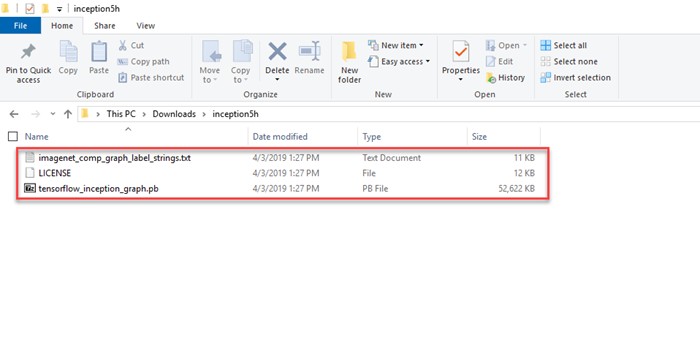 inception5h
File Home Share View
Pin to Quick access
Copy
Paste
Cut
Copy path
Paste shortcut
Clipboard
Move to
Copy to
Delete
Rename
Organize
New folder
New item
Easy access
New
Properties
Open
Edit
History
Open
Select all
Select none
Invert selection
Select
This PC > Downloads > inception5h
Name Date modified Type Size
imagenet_comp_graph_label_strings.txt 4/3/2019 1:27 PM Text Document 11 KB
LICENSE 4/3/2019 1:27 PM File 12 KB
tensorflow_inception_graph.pb 4/3/2019 1:27 PM PB File 52,622 KB